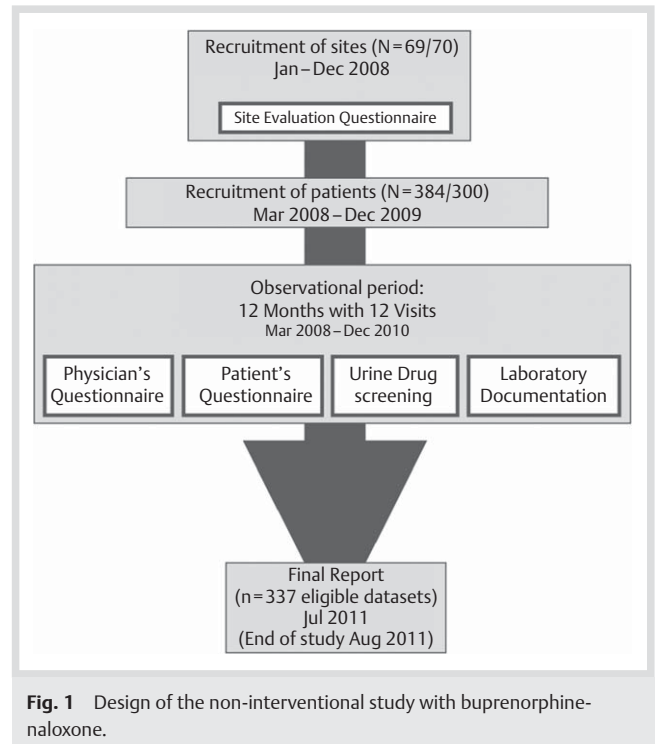 Recruitment of sites (N=69/70)
Jan–Dec 2008
Site Evaluation Questionnaire
Recruitment of patients (N=384/300)
Mar 2008–Dec 2009
Observational period:
12 Months with 12 Visits
Mar 2008–Dec 2010
Physician's
Questionnaire
Patient's
Questionnaire
Urine Drug
screening
Laboratory
Documentation
Final Report
(n=337 eligible datasets)
Jul 2011
(End of study Aug 2011)
Fig. 1 Design of the non-interventional study with buprenorphine-
naloxone.